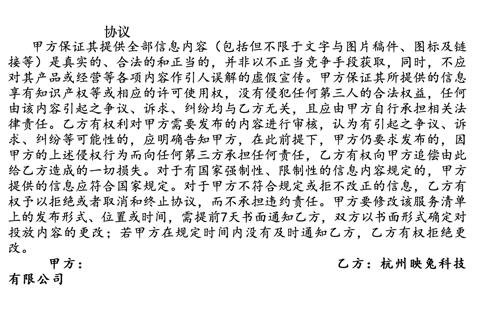 协议
甲方保证其提供全部信息内容（包括但不限于文字与图片稿件、图标及链
接等）是真实的、合法的和正当的，并非以不正当竞争手段获取，同时，不应
对其产品或经营等各项内容作引人误解的虚假宣传。甲方保证其所提供的信息
享有知识产权等或相应的许可使用权，没有侵犯任何第三人的合法权益，任何
由该内容引起之争议、诉求、纠纷均与乙方无关，且应由甲方自行承担相关法
律责任。乙方有权利对甲方需要发布的内容进行审核，认为有引起之争议、诉
求、纠纷等可能性的，应明确告知甲方，在此前提下，甲方仍要求发布的，因
甲方的上述侵权行为而向任何第三方承担任何责任，乙方有权向甲方追偿由此
给乙方造成的一切损失。对于有国家强制性、限制性的信息内容规定的，甲方
提供的信息应符合国家规定。对于甲方不符合规定或拒不改正的信息，乙方有
权予以拒绝或者取消和终止协议，而不承担违约责任。甲方要修改该服务清单
上的发布形式、位置或时间，需提前7天书面通知乙方，双方以书面形式确定对
投放内容的更改；若甲方在规定时间内没有及时通知乙方，乙方有权拒绝更
改。
甲方： 乙方：杭州映兔科技
有限公司